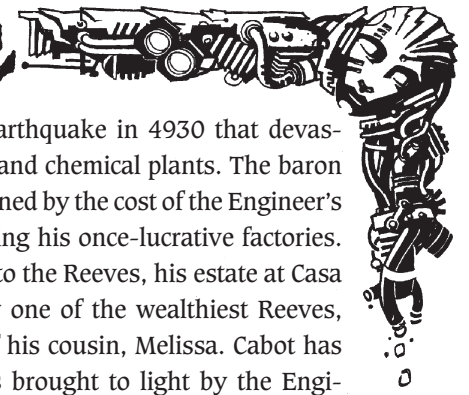 arthquake in 4930 that devas-
and chemical plants. The baron
ned by the cost of the Engineer's
ing his once-lucrative factories.
to the Reeves, his estate at Casa
one of the wealthiest Reeves,
his cousin, Melissa. Cabot has
brought to light by the Engi-